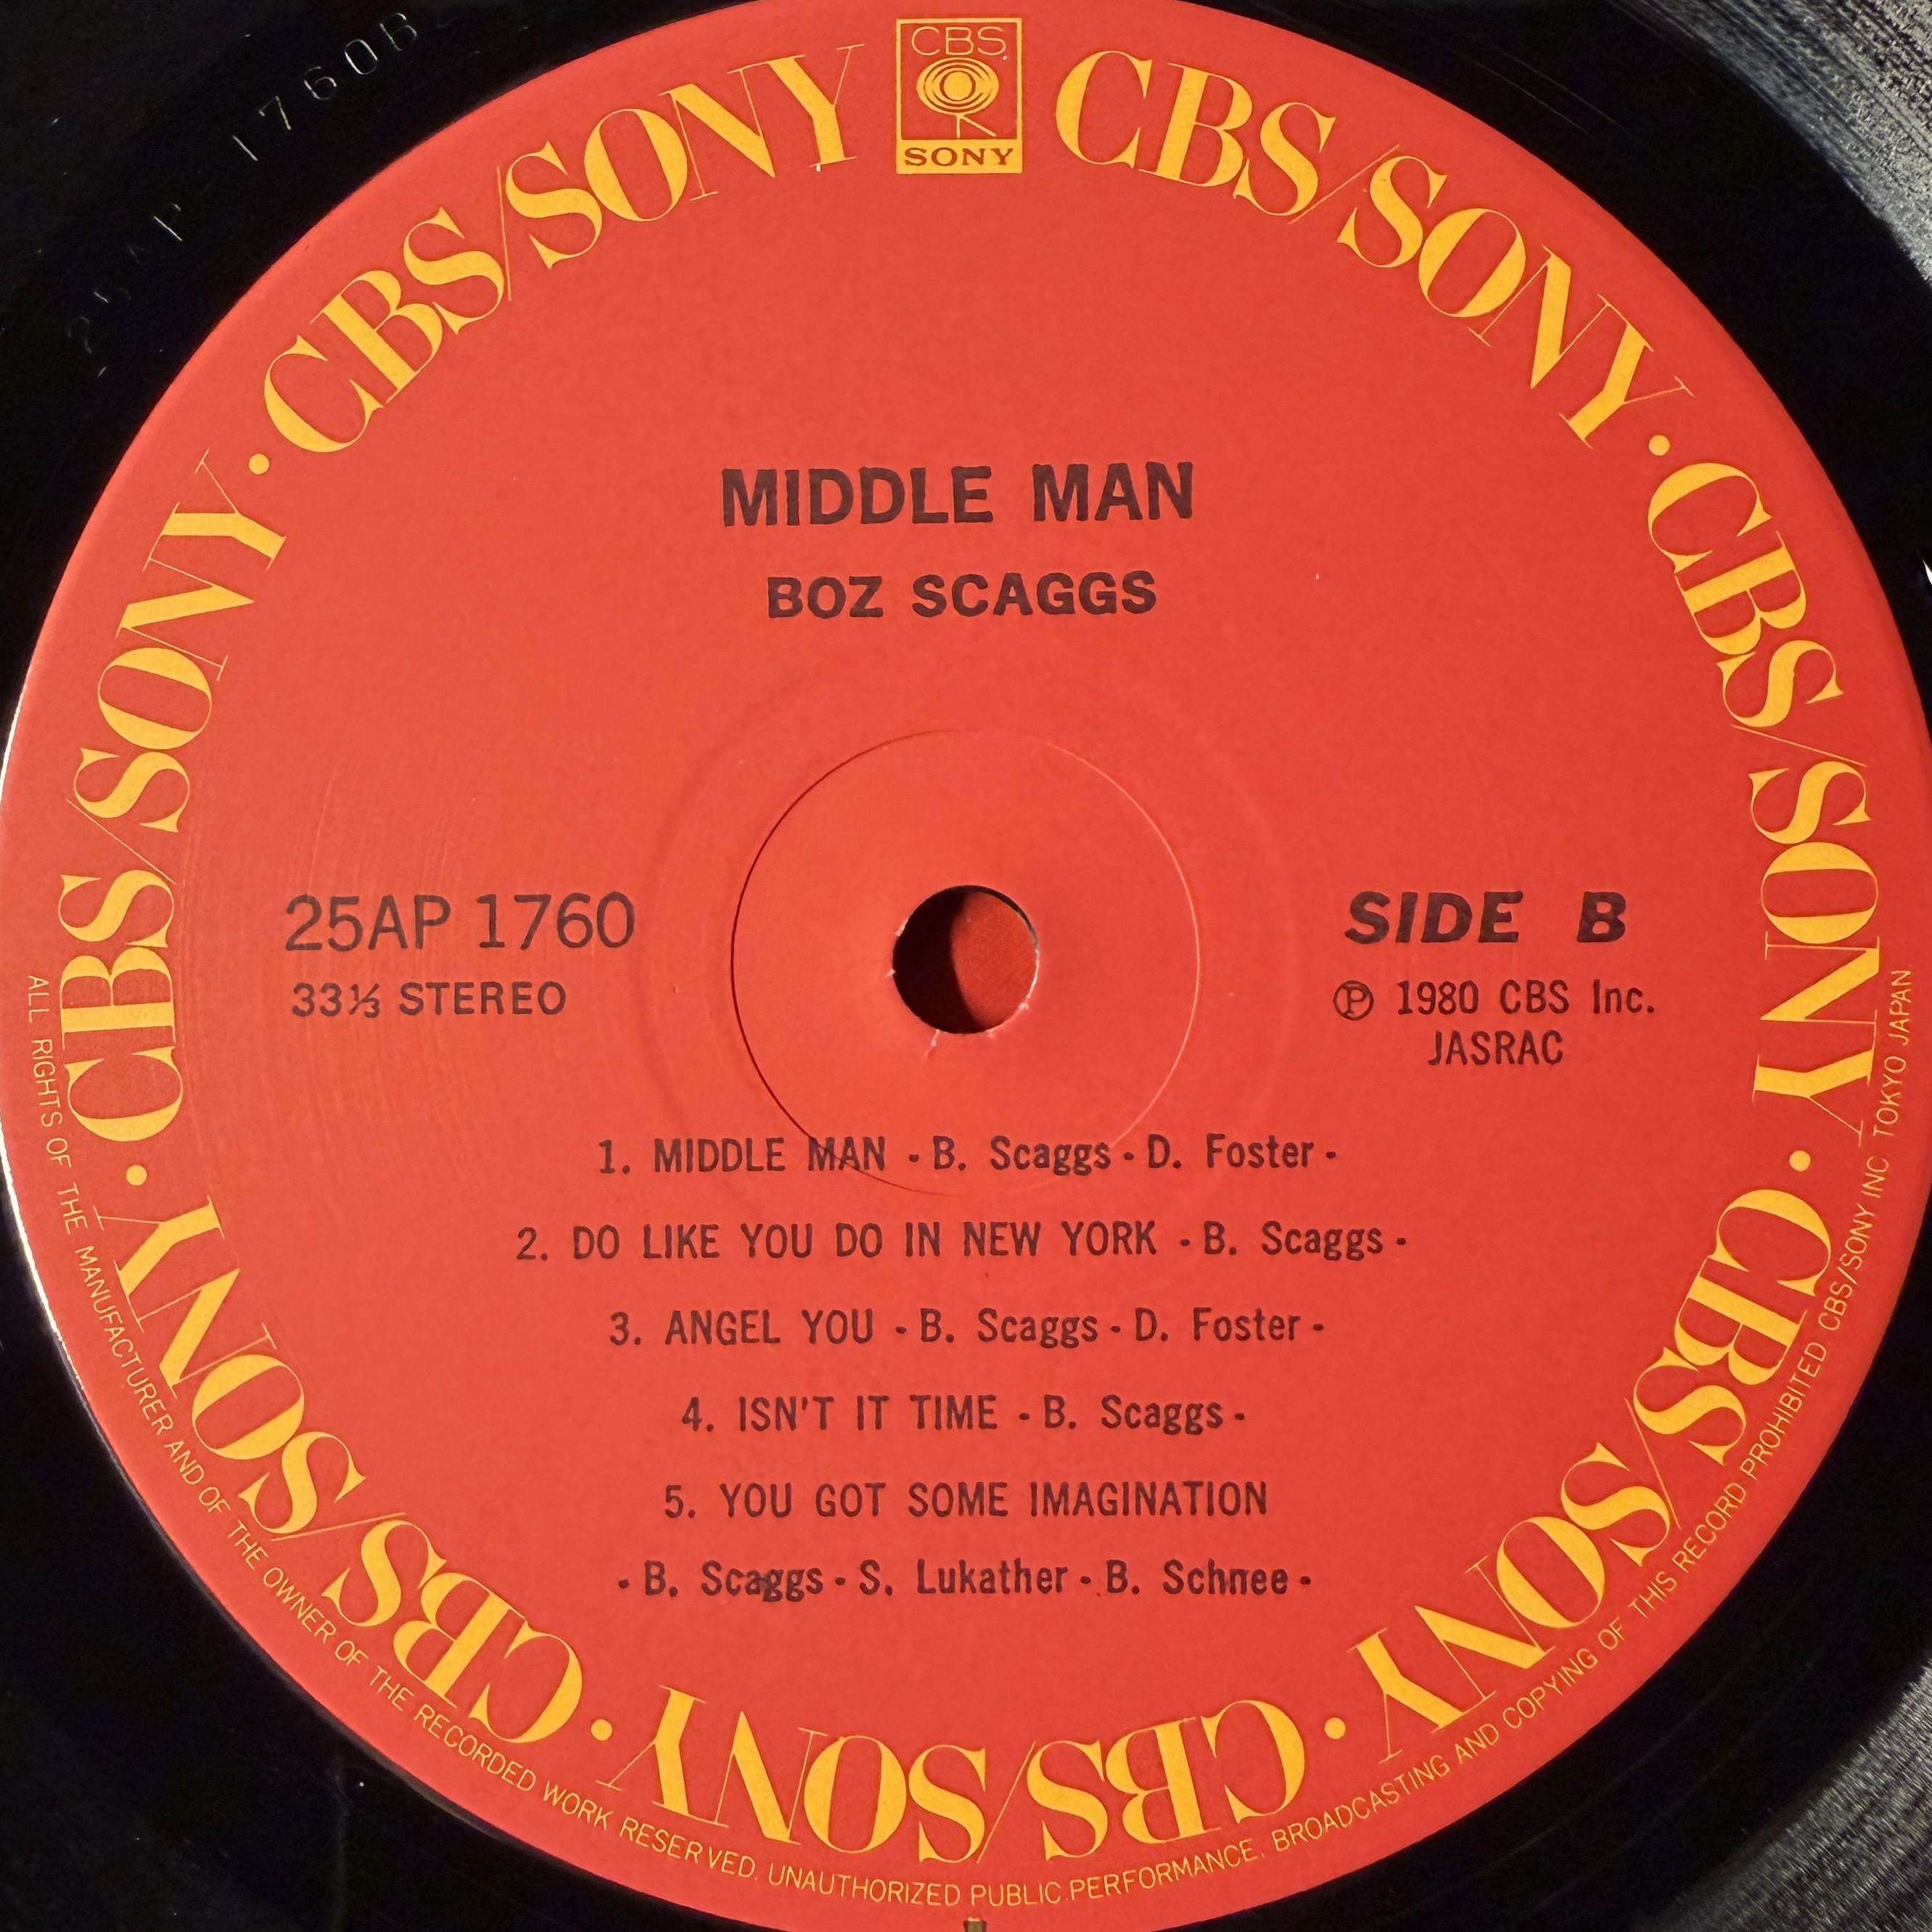 25AP 1760B
CBS
SONY
CBS/SONY · CBS/SONY · CBS/SONY · CBS/SONY · CBS/SONY · CBS/SONY · CBS/SONY
MIDDLE MAN
BOZ SCAGGS
25AP 1760
33⅓ STEREO
SIDE B
℗ 1980 CBS Inc.
JASRAC
1. MIDDLE MAN - B. Scaggs - D. Foster -
2. DO LIKE YOU DO IN NEW YORK - B. Scaggs -
3. ANGEL YOU - B. Scaggs - D. Foster -
4. ISN'T IT TIME - B. Scaggs -
5. YOU GOT SOME IMAGINATION
- B. Scaggs - S. Lukather - B. Schnee -
ALL RIGHTS OF THE MANUFACTURER AND OF THE OWNER OF THE RECORDED WORK RESERVED. UNAUTHORIZED PUBLIC PERFORMANCE. BROADCASTING AND COPYING OF THIS RECORD PROHIBITED. CBS/SONY INC TOKYO JAPAN